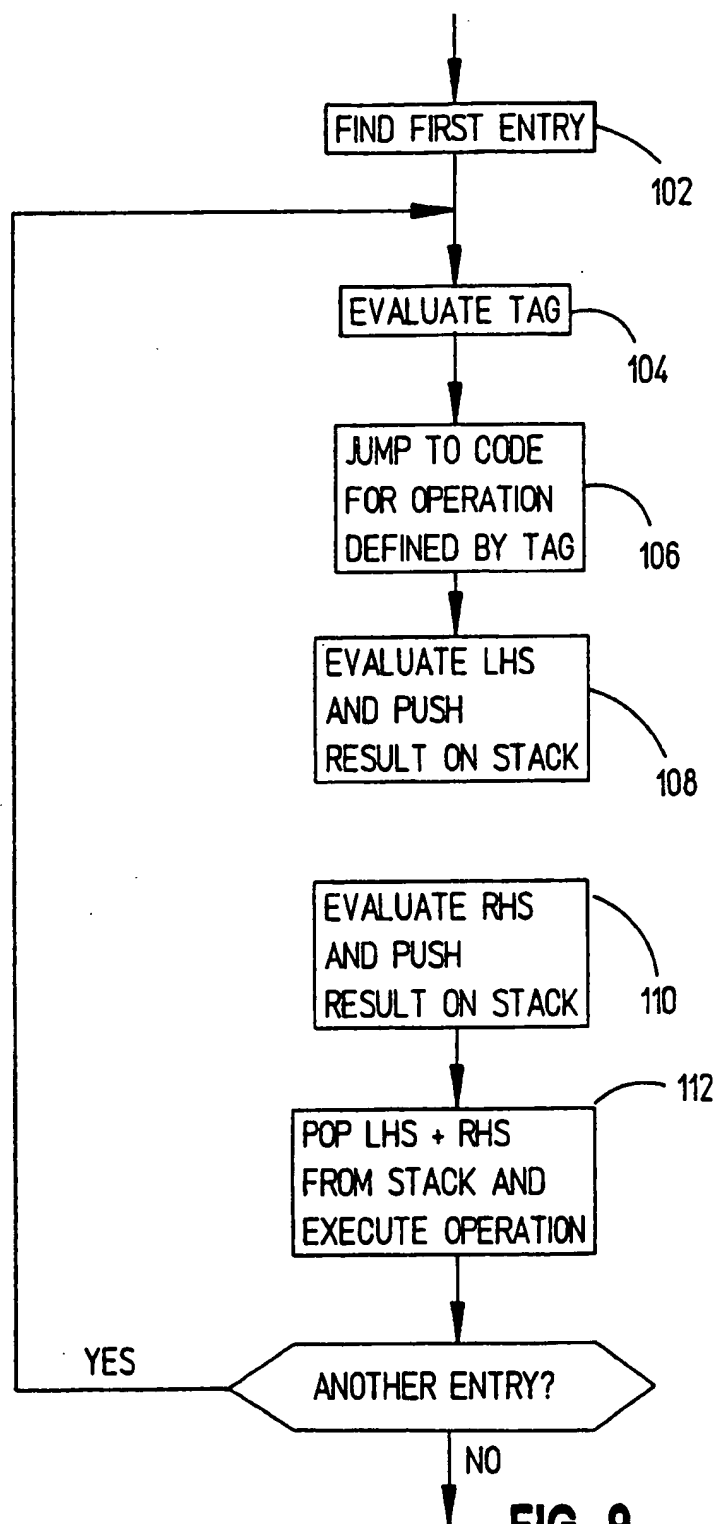 FIND FIRST ENTRY
102
EVALUATE TAG
104
JUMP TO CODE
FOR OPERATION
DEFINED BY TAG
106
EVALUATE LHS
AND PUSH
RESULT ON STACK
108
EVALUATE RHS
AND PUSH
RESULT ON STACK
110
112
POP LHS + RHS
FROM STACK AND
EXECUTE OPERATION
YES
ANOTHER ENTRY?
NO
FIG. 9